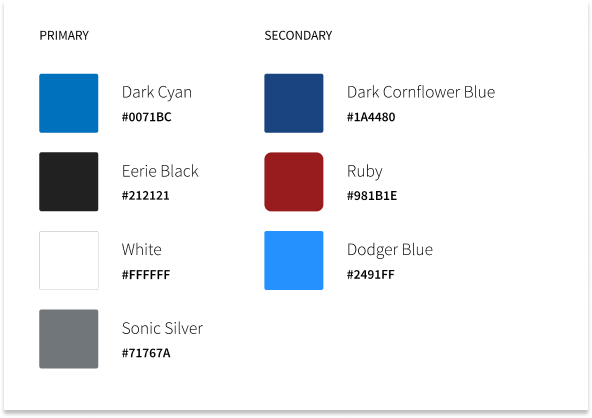 PRIMARY
Dark Cyan
#0071BC
Eerie Black
#212121
White
#FFFFFF
Sonic Silver
#71767A
SECONDARY
Dark Cornflower Blue
#1A4480
Ruby
#981B1E
Dodger Blue
#2491FF